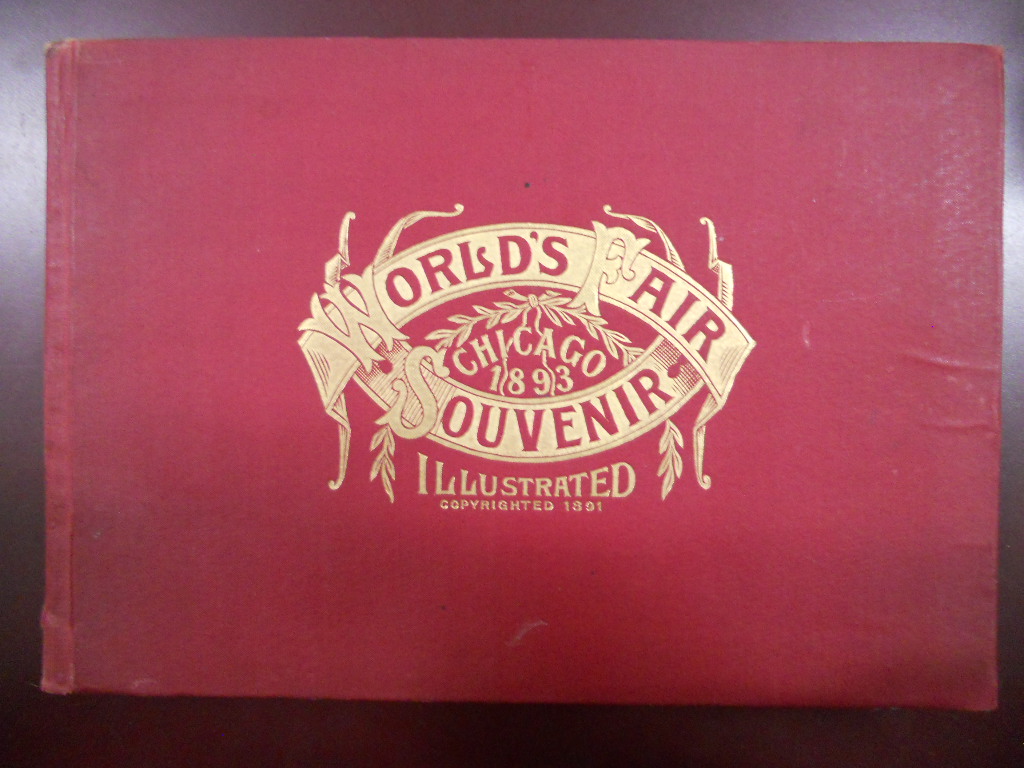 WORLD'S FAIR
CHICAGO
1893
SOUVENIR
ILLUSTRATED
COPYRIGHTED 1891